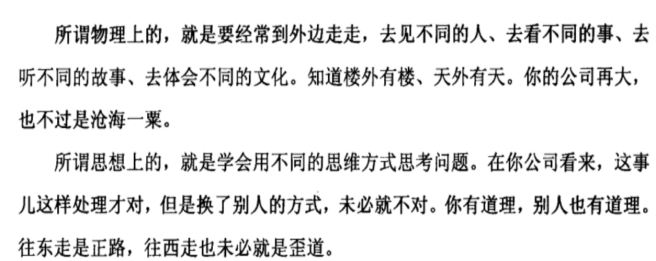 所谓物理上的，就是要经常到外边走走，去见不同的人、去看不同的事、去
听不同的故事、去体会不同的文化。知道楼外有楼、天外有天。你的公司再大，
也不过是沧海一粟。
所谓思想上的，就是学会用不同的思维方式思考问题。在你公司看来，这事
儿这样处理才对，但是换了别人的方式，未必就不对。你有道理，别人也有道理。
往东走是正路，往西走也未必就是歪道。